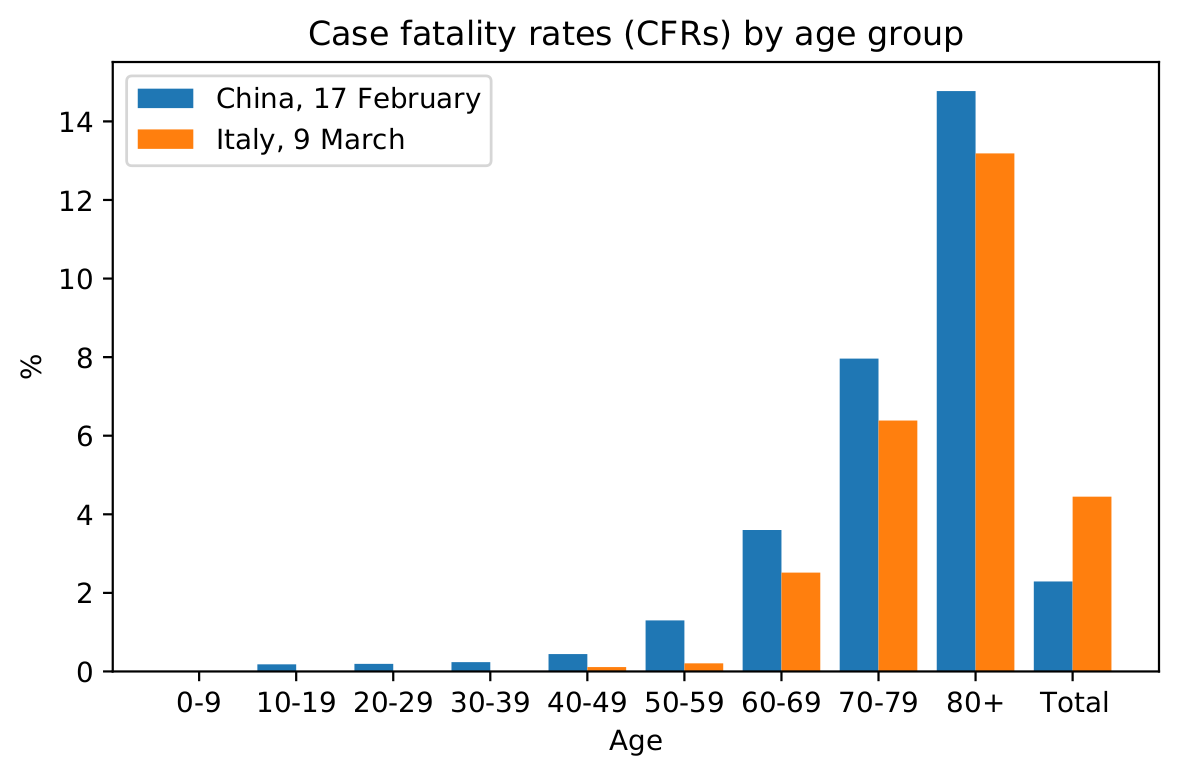 Case fatality rates (CFRs) by age group
China, 17 February
Italy, 9 March
14
12
10
8
6
4
2
0
%
0-9 10-19 20-29 30-39 40-49 50-59 60-69 70-79 80+ Total
Age